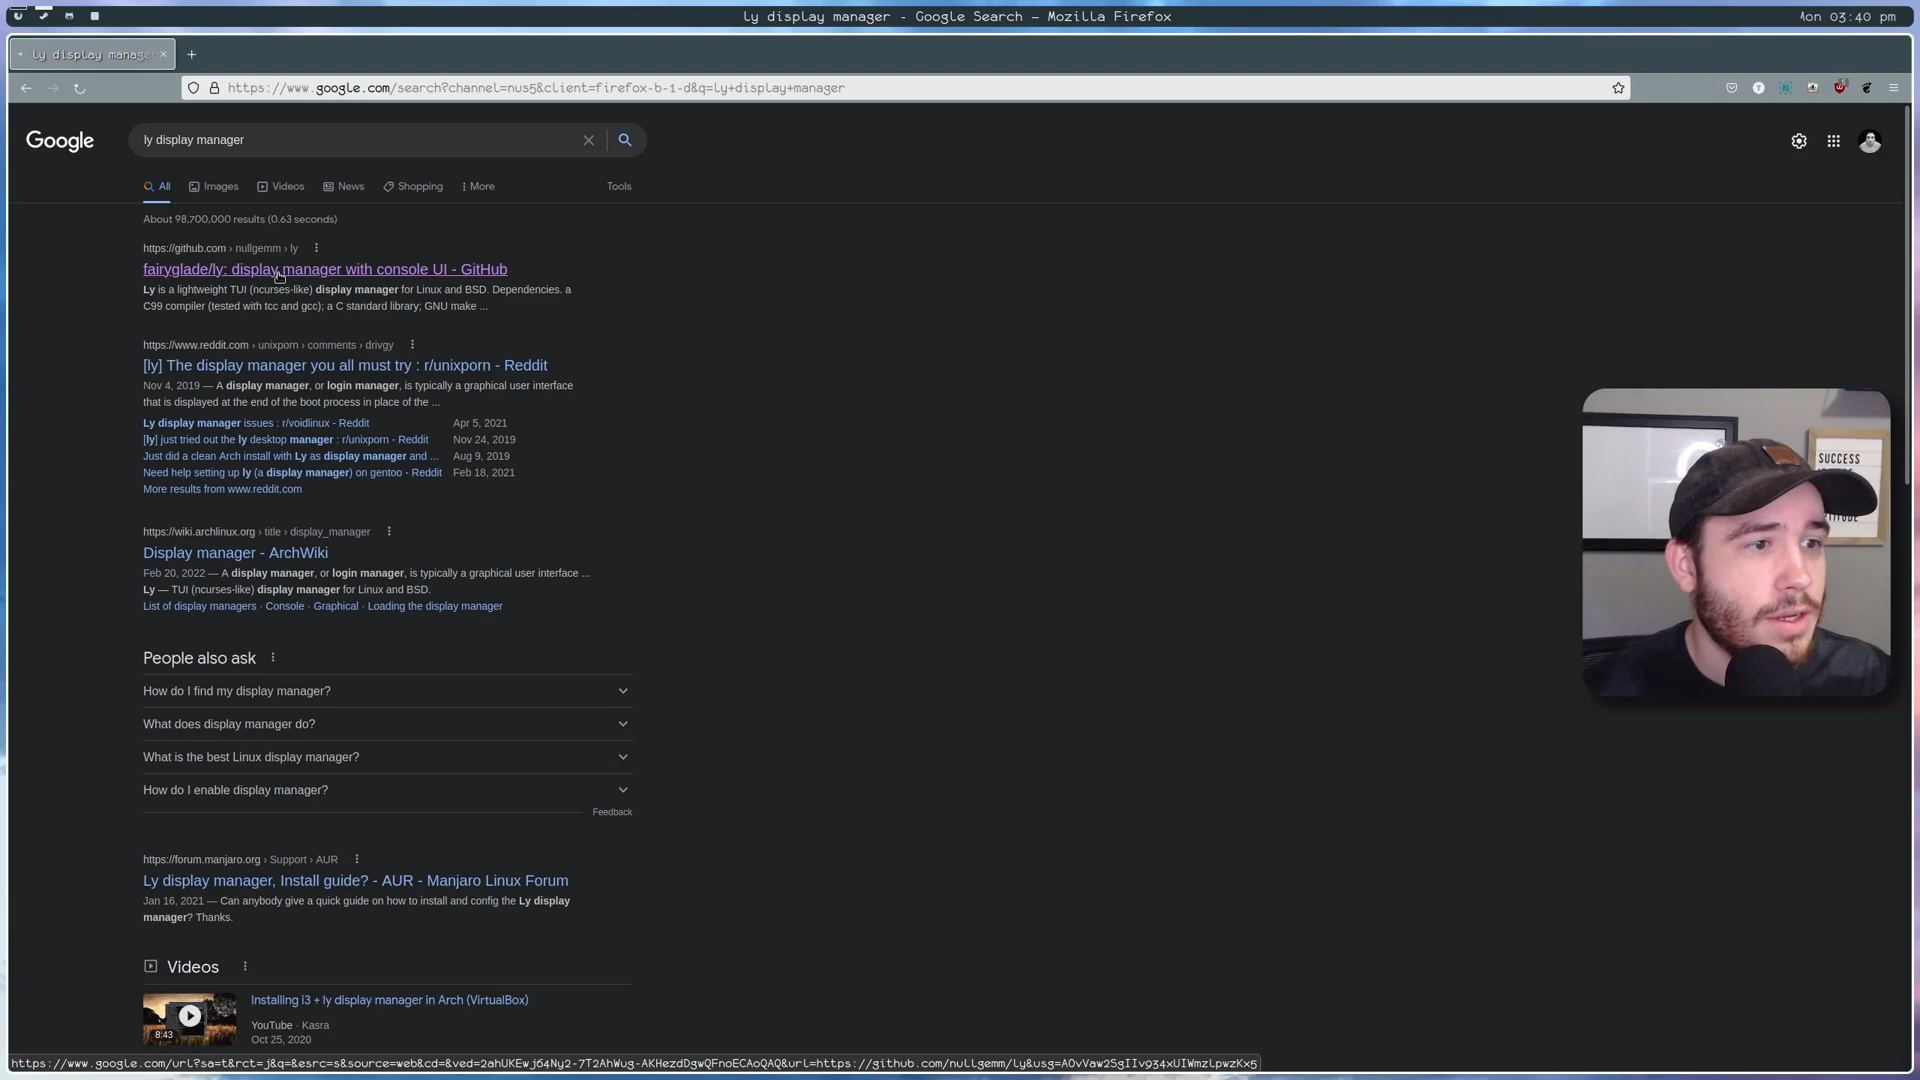 ly display manager - Google Search — Mozilla Firefox
Mon 03:40 pm
ly display manage
https://www.google.com/search?channel=nus5&client=firefox-b-1-d&q=ly+display+manager
Google
ly display manager
All
Images
Videos
News
Shopping
More
Tools
About 98,700,000 results (0.63 seconds)
https://github.com › nullgemm › ly
fairyglade/ly: display manager with console UI - GitHub
Ly is a lightweight TUI (ncurses-like) display manager for Linux and BSD. Dependencies. a
C99 compiler (tested with tcc and gcc); a C standard library; GNU make ...
https://www.reddit.com › unixporn › comments › drivgy
[ly] The display manager you all must try : r/unixporn - Reddit
Nov 4, 2019 — A display manager, or login manager, is typically a graphical user interface
that is displayed at the end of the boot process in place of the ...
Ly display manager issues : r/voidlinux - Reddit Apr 5, 2021
[ly] just tried out the ly desktop manager : r/unixporn - Reddit Nov 24, 2019
Just did a clean Arch install with Ly as display manager and ... Aug 9, 2019
Need help setting up ly (a display manager) on gentoo - Reddit Feb 18, 2021
More results from www.reddit.com
https://wiki.archlinux.org › title › display_manager
Display manager - ArchWiki
Feb 20, 2022 — A display manager, or login manager, is typically a graphical user interface ...
Ly — TUI (ncurses-like) display manager for Linux and BSD.
List of display managers · Console · Graphical · Loading the display manager
People also ask
How do I find my display manager?
What does display manager do?
What is the best Linux display manager?
How do I enable display manager?
Feedback
https://forum.manjaro.org › Support › AUR
Ly display manager, Install guide? - AUR - Manjaro Linux Forum
Jan 16, 2021 — Can anybody give a quick guide on how to install and config the Ly display
manager? Thanks.
Videos
Installing i3 + ly display manager in Arch (VirtualBox)
8:43
YouTube · Kasra
Oct 25, 2020
SUCCESS